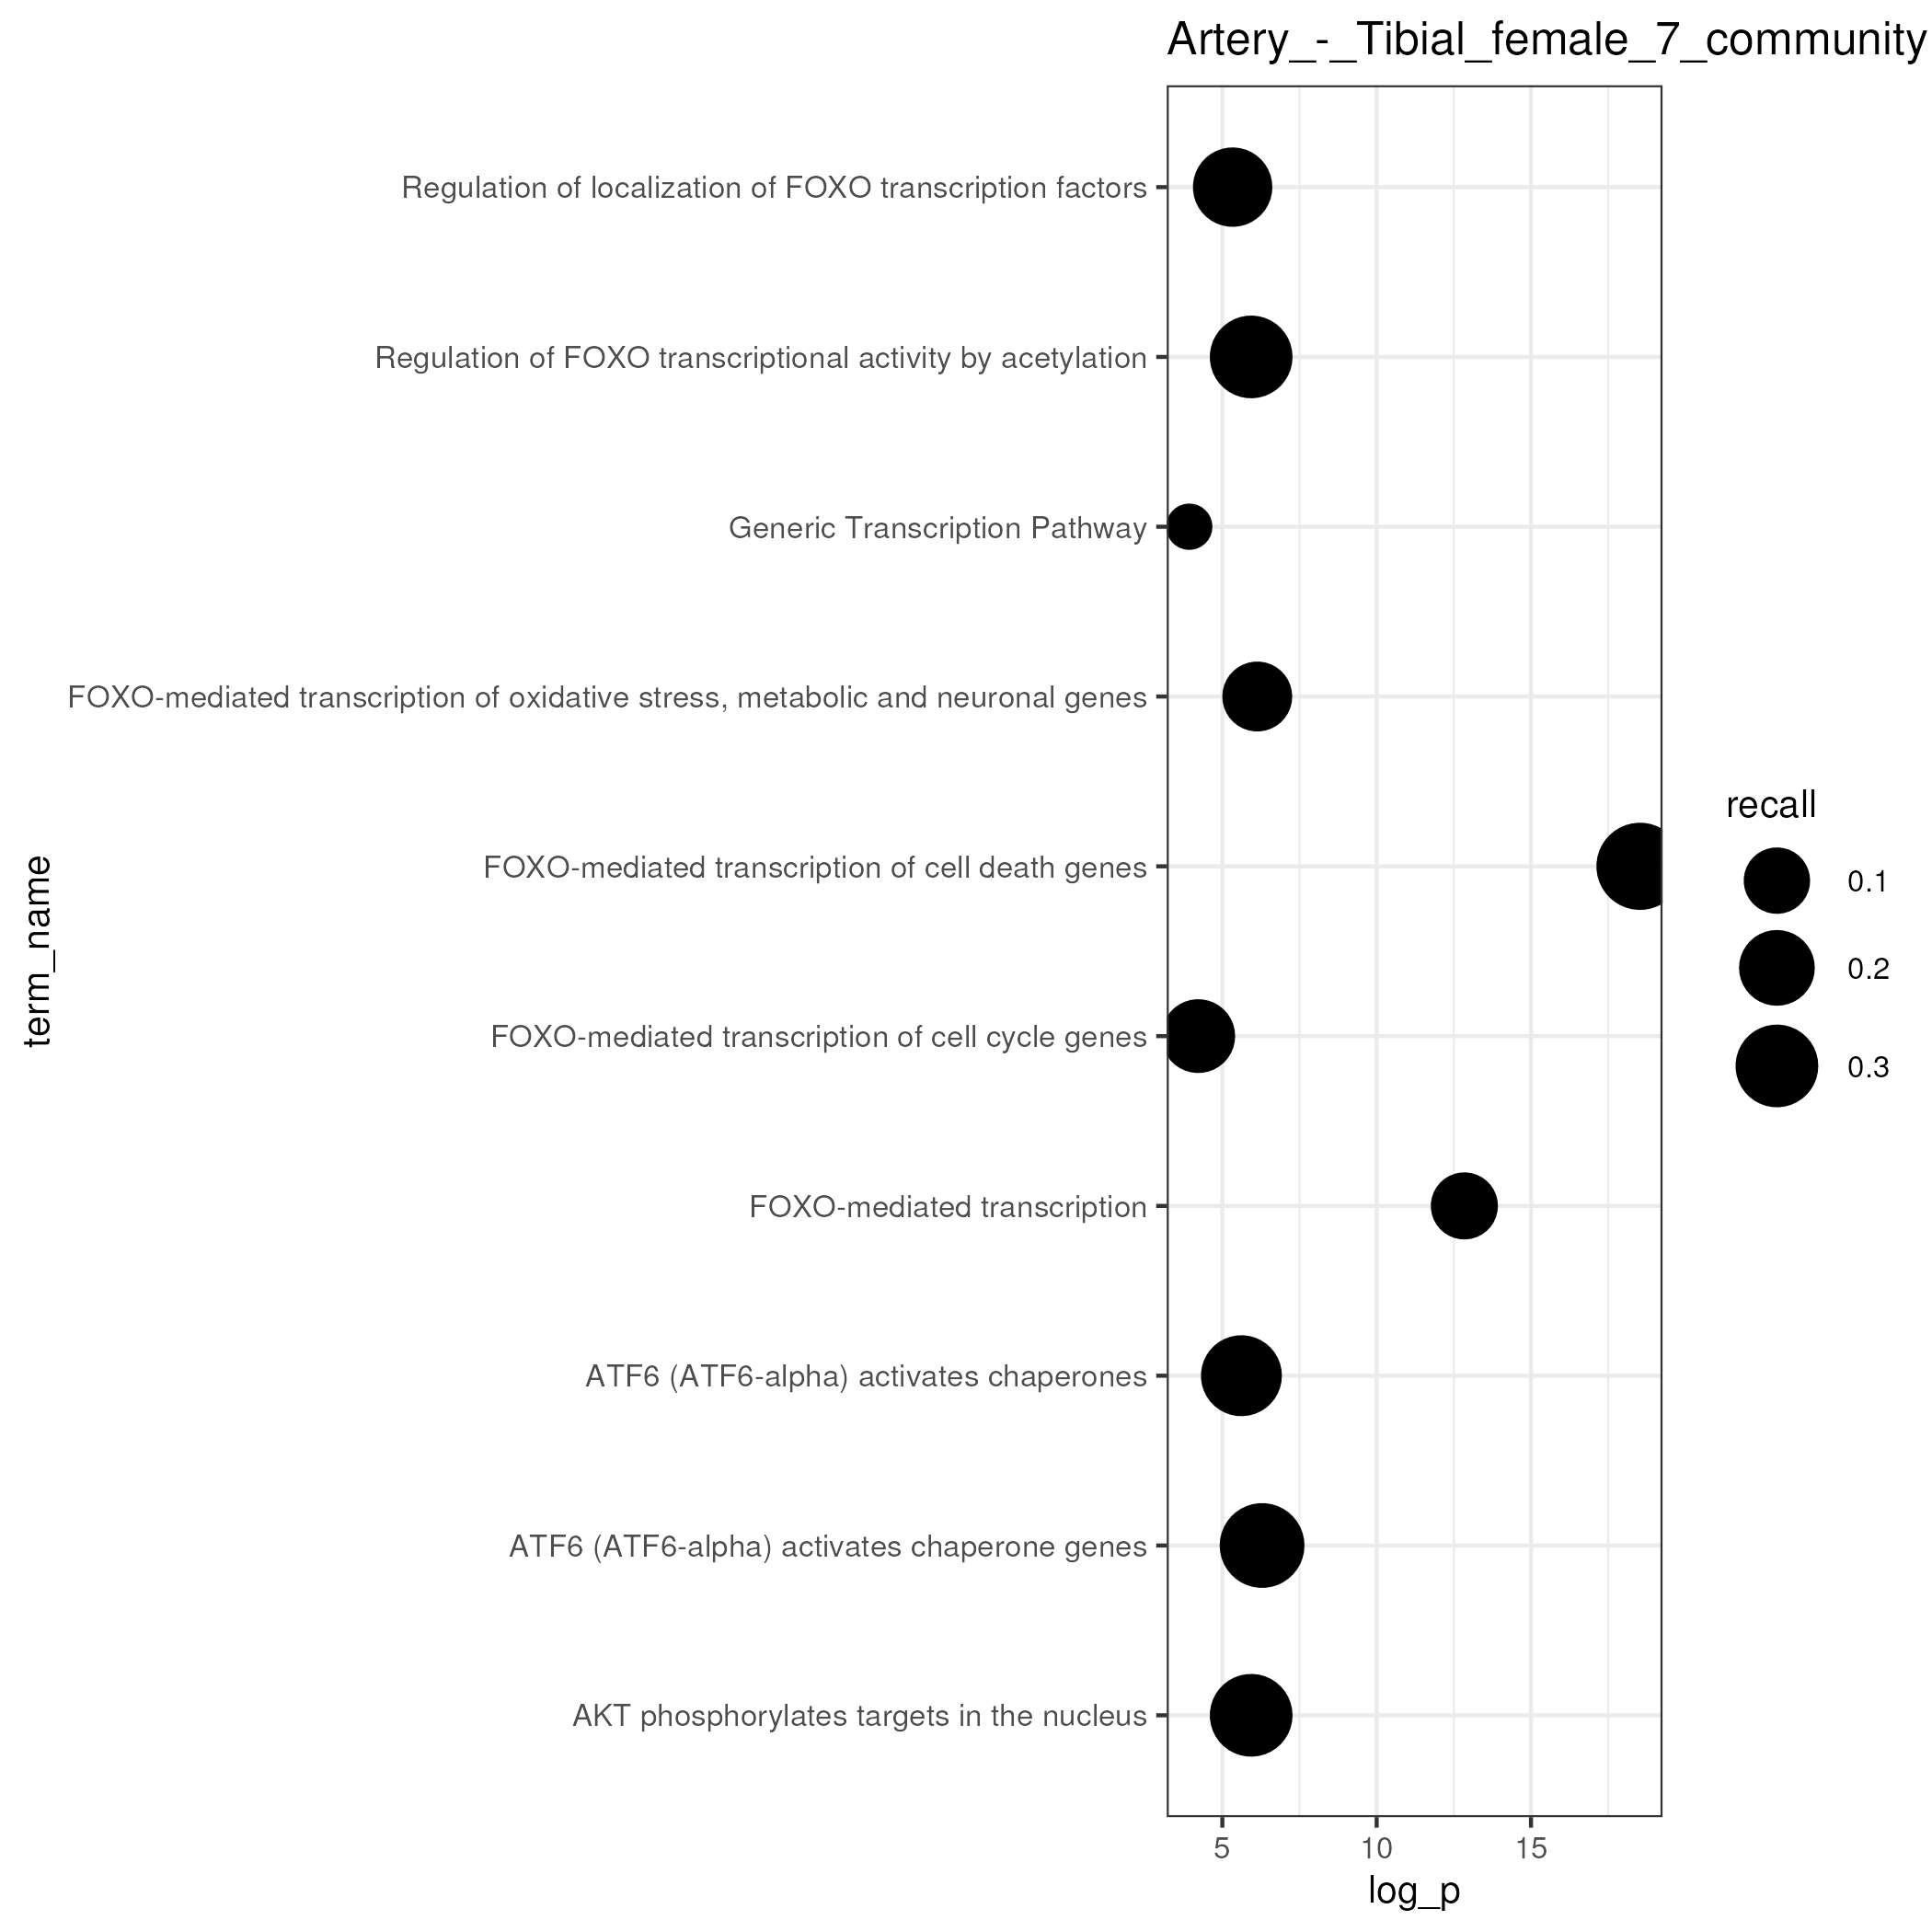 Artery_-_Tibial_female_7_community
Regulation of localization of FOXO transcription factors
Regulation of FOXO transcriptional activity by acetylation
Generic Transcription Pathway
FOXO-mediated transcription of oxidative stress, metabolic and neuronal genes
FOXO-mediated transcription of cell death genes
FOXO-mediated transcription of cell cycle genes
FOXO-mediated transcription
ATF6 (ATF6-alpha) activates chaperones
ATF6 (ATF6-alpha) activates chaperone genes
AKT phosphorylates targets in the nucleus
term_name
5 10 15
log_p
recall
0.1
0.2
0.3